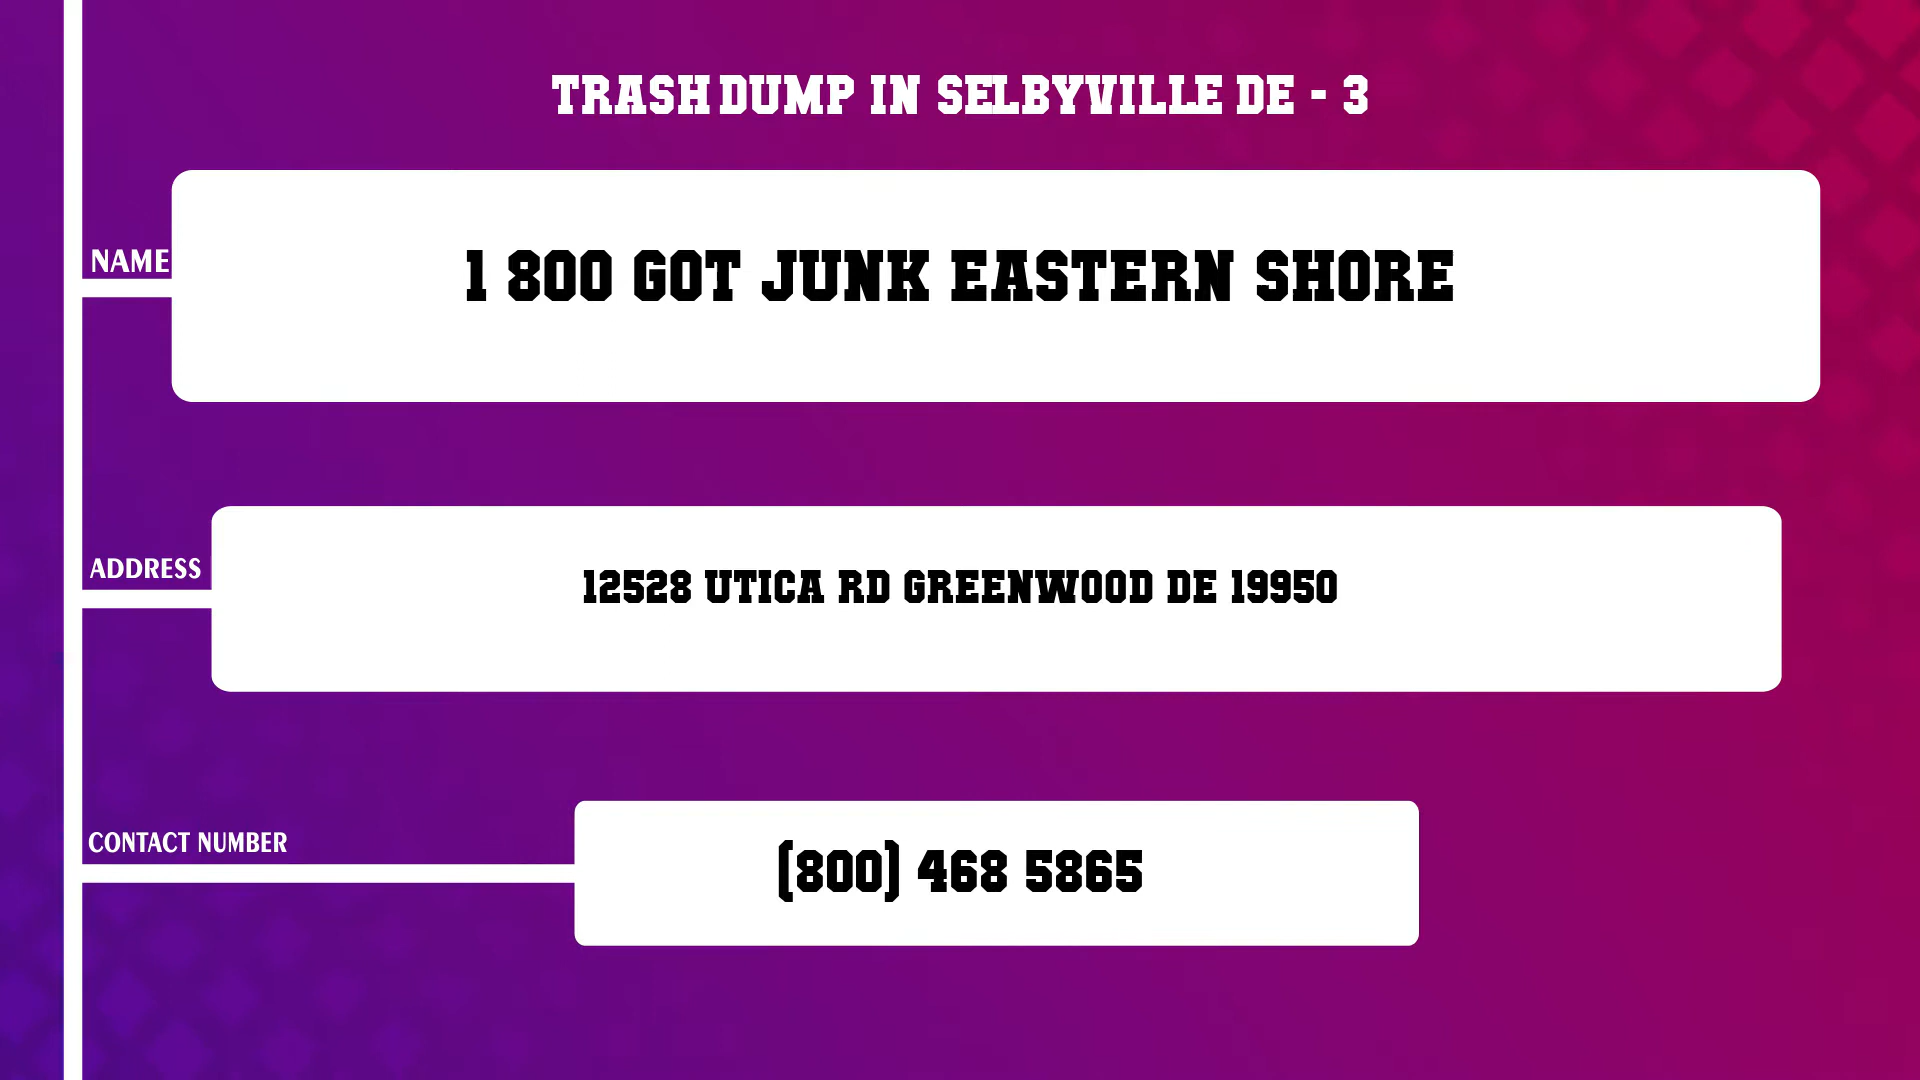 TRASH DUMP IN SELBYVILLE DE - 3
NAME
1 800 GOT JUNK EASTERN SHORE
ADDRESS
12528 UTICA RD GREENWOOD DE 19950
CONTACT NUMBER
(800) 468 5865